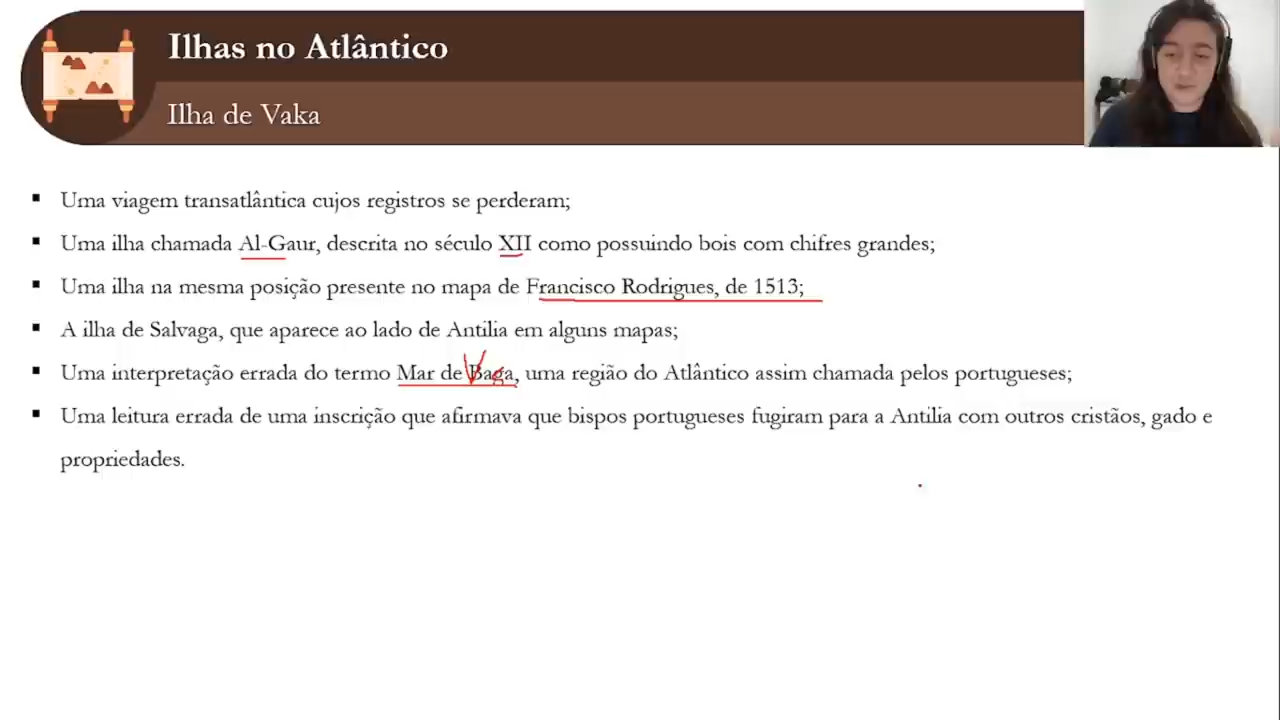 Ilhas no Atlântico
Ilha de Vaka
▪ Uma viagem transatlântica cujos registros se perderam;
▪ Uma ilha chamada Al-Gaur, descrita no século XII como possuindo bois com chifres grandes;
▪ Uma ilha na mesma posição presente no mapa de Francisco Rodrigues, de 1513;
▪ A ilha de Salvaga, que aparece ao lado de Antilia em alguns mapas;
▪ Uma interpretação errada do termo Mar de Baga, uma região do Atlântico assim chamada pelos portugueses;
▪ Uma leitura errada de uma inscrição que afirmava que bispos portugueses fugiram para a Antilia com outros cristãos, gado e
propriedades.